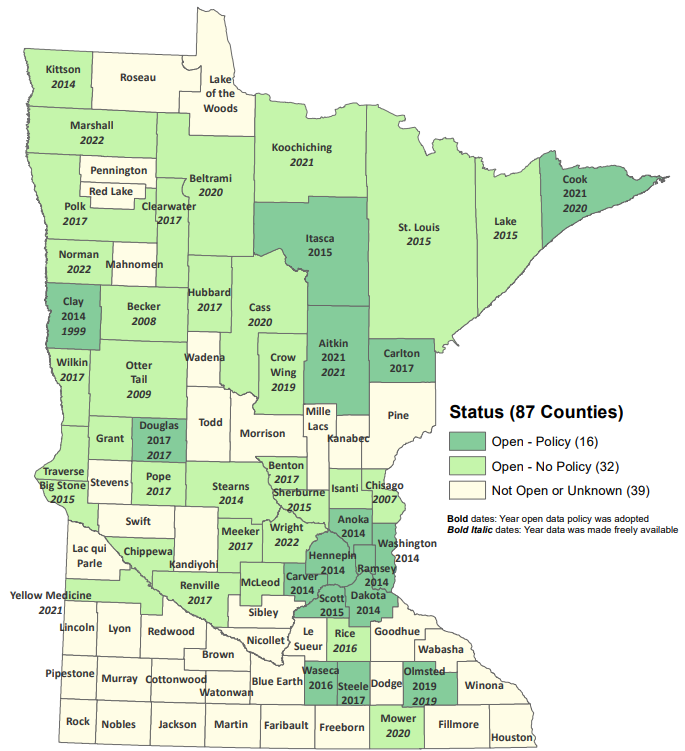 Kittson
2014
Roseau
Lake
of the
Woods
Marshall
2022
Koochiching
2021
Pennington
Red Lake
Beltrami
2020
Polk
2017
Clearwater
2017
Cook
2021
2020
St. Louis
2015
Lake
2015
Itasca
2015
Norman
2022
Mahnomen
Clay
2014
1999
Becker
2008
Hubbard
2017
Cass
2020
Wadena
Crow
Wing
2019
Aitkin
2021
2021
Carlton
2017
Wilkin
2017
Otter
Tail
2009
Grant
Douglas
2017
2017
Todd
Morrison
Mille
Lacs
Kanabec
Pine
Status (87 Counties)
Open - Policy (16)
Open - No Policy (32)
Not Open or Unknown (39)
Bold dates: Year open data policy was adopted
Bold Italic dates: Year data was made freely available
Traverse
Big Stone
2015
Stevens
Pope
2017
Stearns
2014
Benton
2017
Sherburne
2015
Isanti
Chisago
2007
Swift
Lac qui
Parle
Chippewa
Kandiyohi
Meeker
2017
Wright
2022
Anoka
2014
Washington
2014
Hennepin
2014
Ramsey
2014
Carver
2014
Scott
2015
Dakota
2014
McLeod
Renville
2017
Sibley
Yellow Medicine
2021
Lincoln
Lyon
Redwood
Brown
Nicollet
Le
Sueur
Rice
2016
Goodhue
Wabasha
Pipestone
Murray
Cottonwood
Watonwan
Blue Earth
Waseca
2016
Steele
2017
Dodge
Olmsted
2019
2019
Winona
Rock
Nobles
Jackson
Martin
Faribault
Freeborn
Mower
2020
Fillmore
Houston